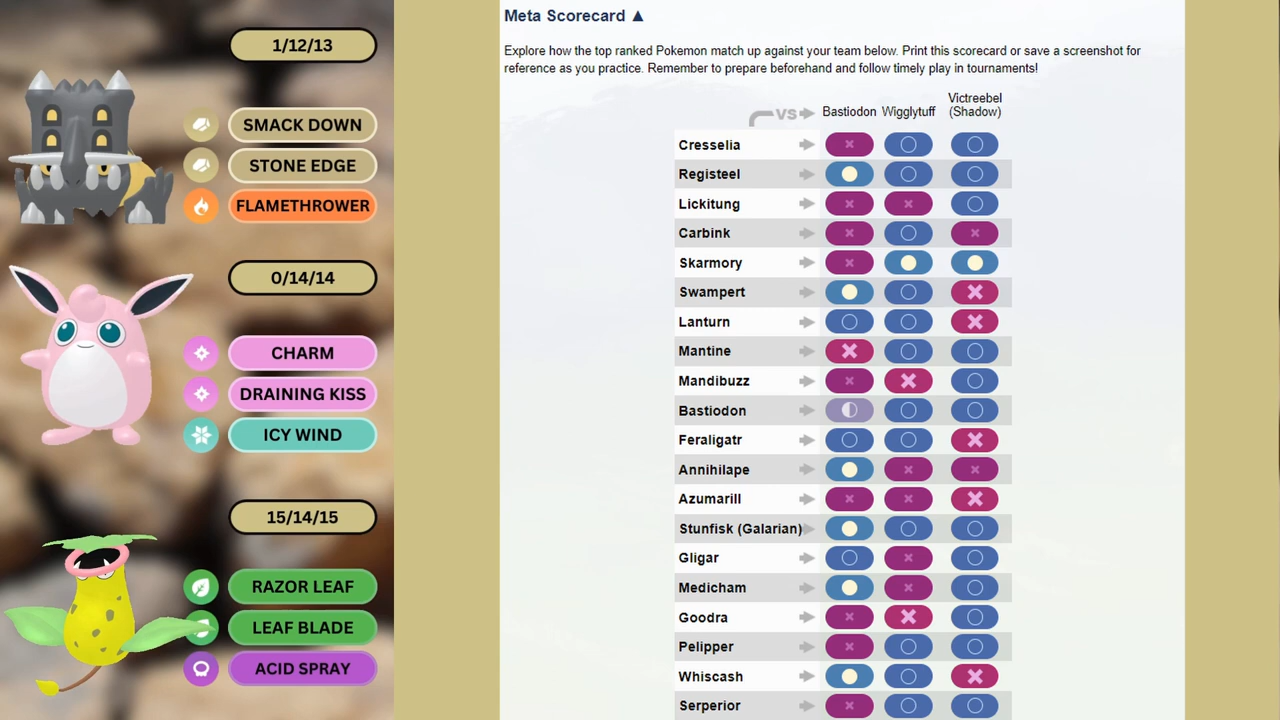 1/12/13
SMACK DOWN
STONE EDGE
FLAMETHROWER
0/14/14
CHARM
DRAINING KISS
ICY WIND
15/14/15
RAZOR LEAF
LEAF BLADE
ACID SPRAY
Meta Scorecard ▲
Explore how the top ranked Pokemon match up against your team below. Print this scorecard or save a screenshot for
reference as you practice. Remember to prepare beforehand and follow timely play in tournaments!
VS Bastiodon Wigglytuff Victreebel
(Shadow)
Cresselia
Registeel
Lickitung
Carbink
Skarmory
Swampert
Lanturn
Mantine
Mandibuzz
Bastiodon
Feraligatr
Annihilape
Azumarill
Stunfisk (Galarian)
Gligar
Medicham
Goodra
Pelipper
Whiscash
Serperior